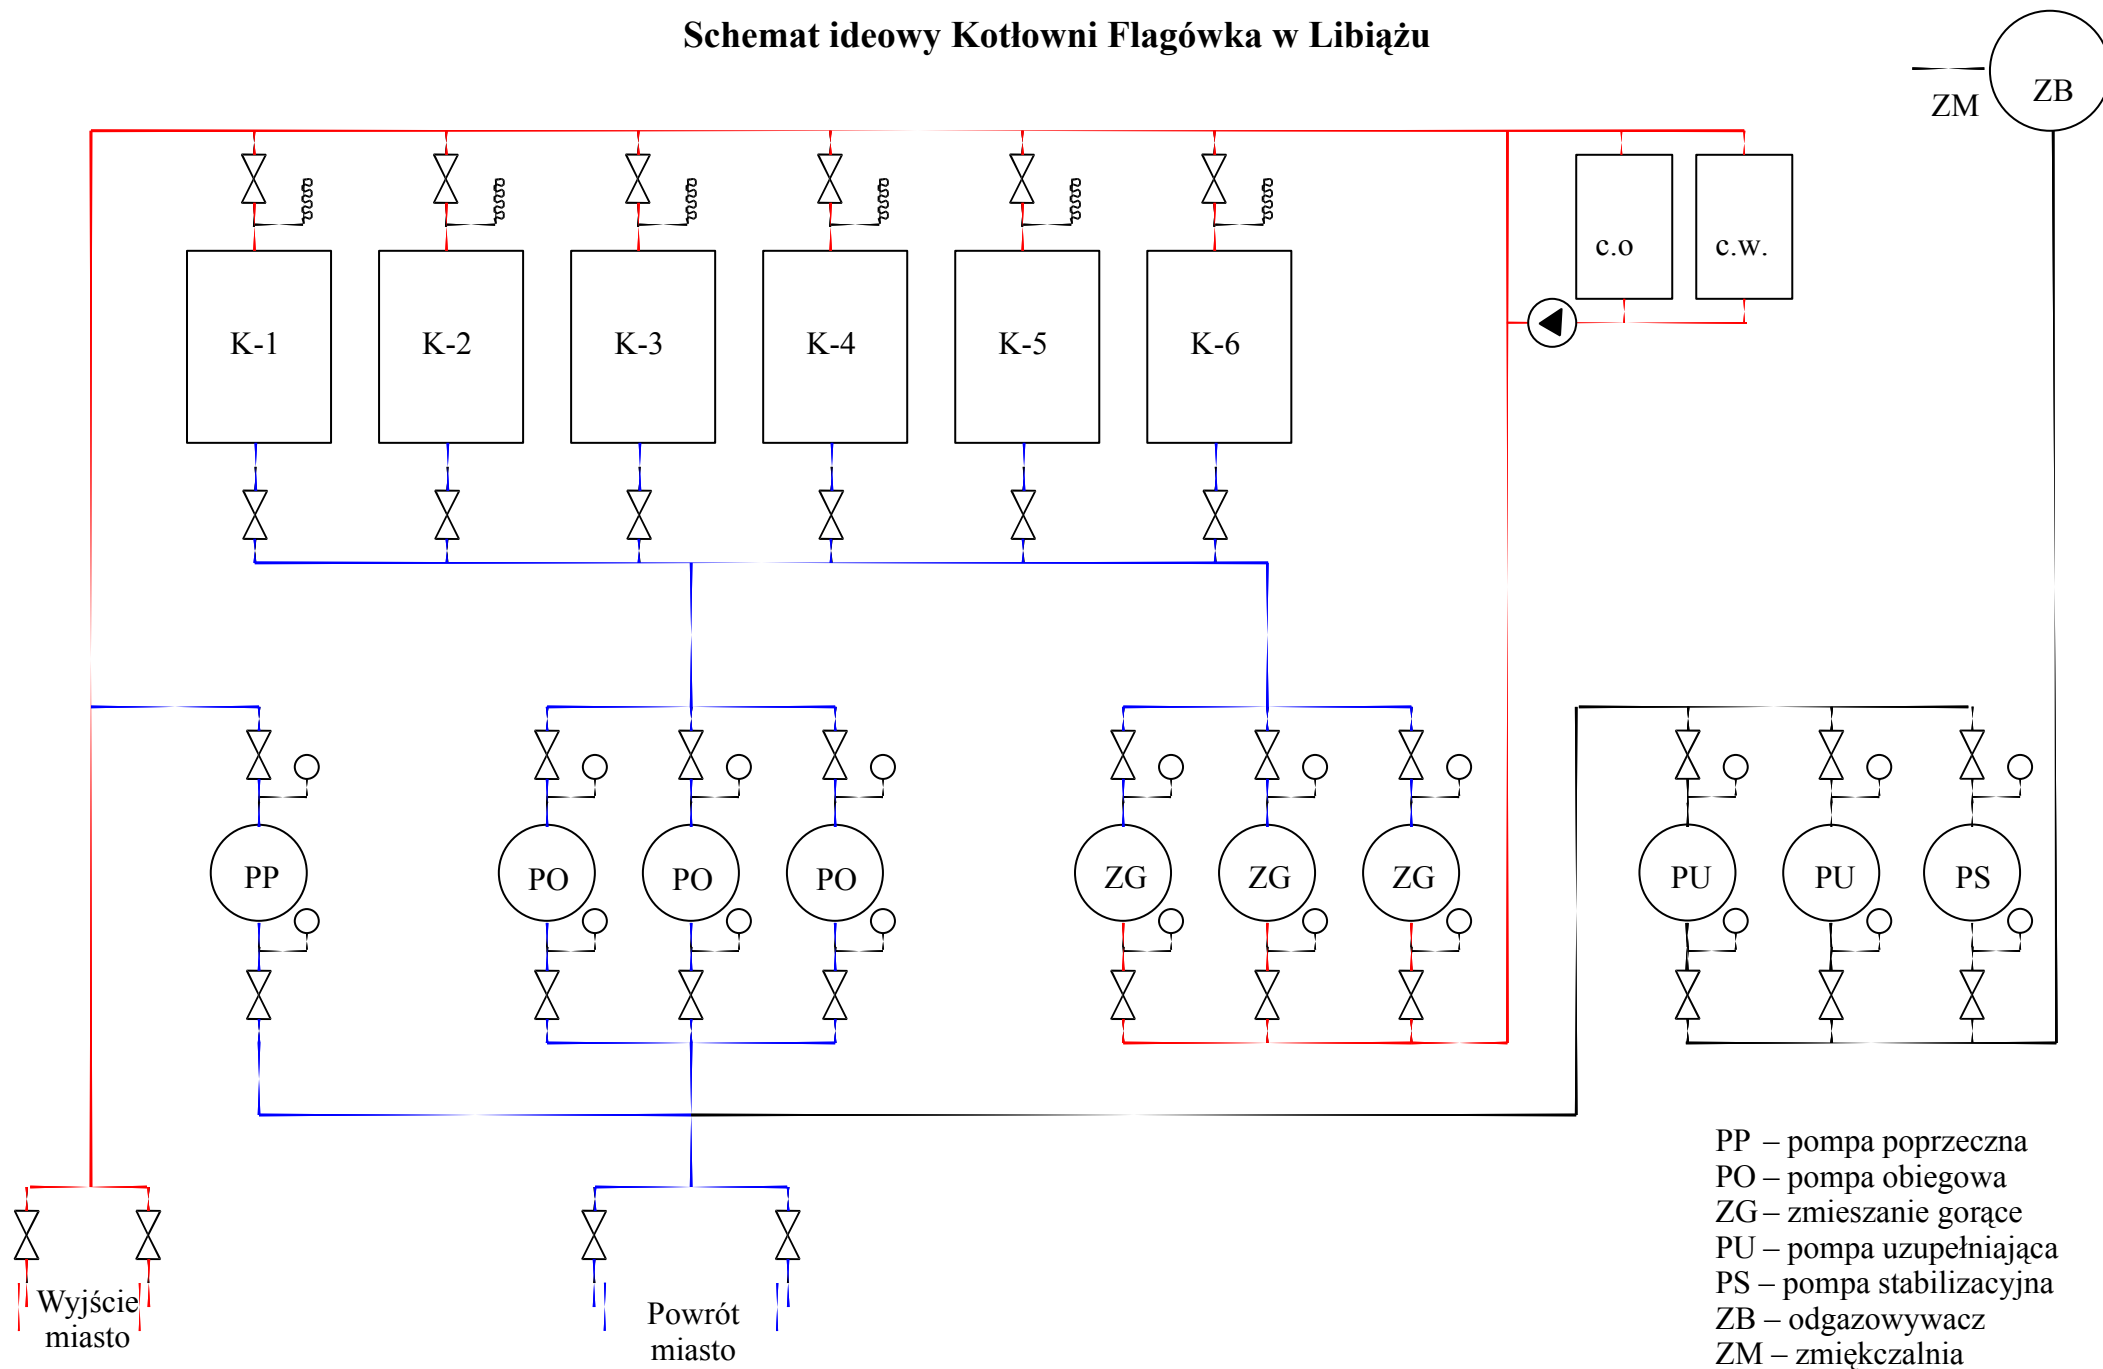 Schemat ideowy Kotłowni Flagówka w Libiążu
ZM
ZB
c.o
c.w.
K-1
K-2
K-3
K-4
K-5
K-6
PP
PO
PO
PO
ZG
ZG
ZG
PU
PU
PS
Wyjście
miasto
Powrót
miasto
PP – pompa poprzeczna
PO – pompa obiegowa
ZG – zmieszanie gorące
PU – pompa uzupełniająca
PS – pompa stabilizacyjna
ZB – odgazowywacz
ZM – zmiękczalnia